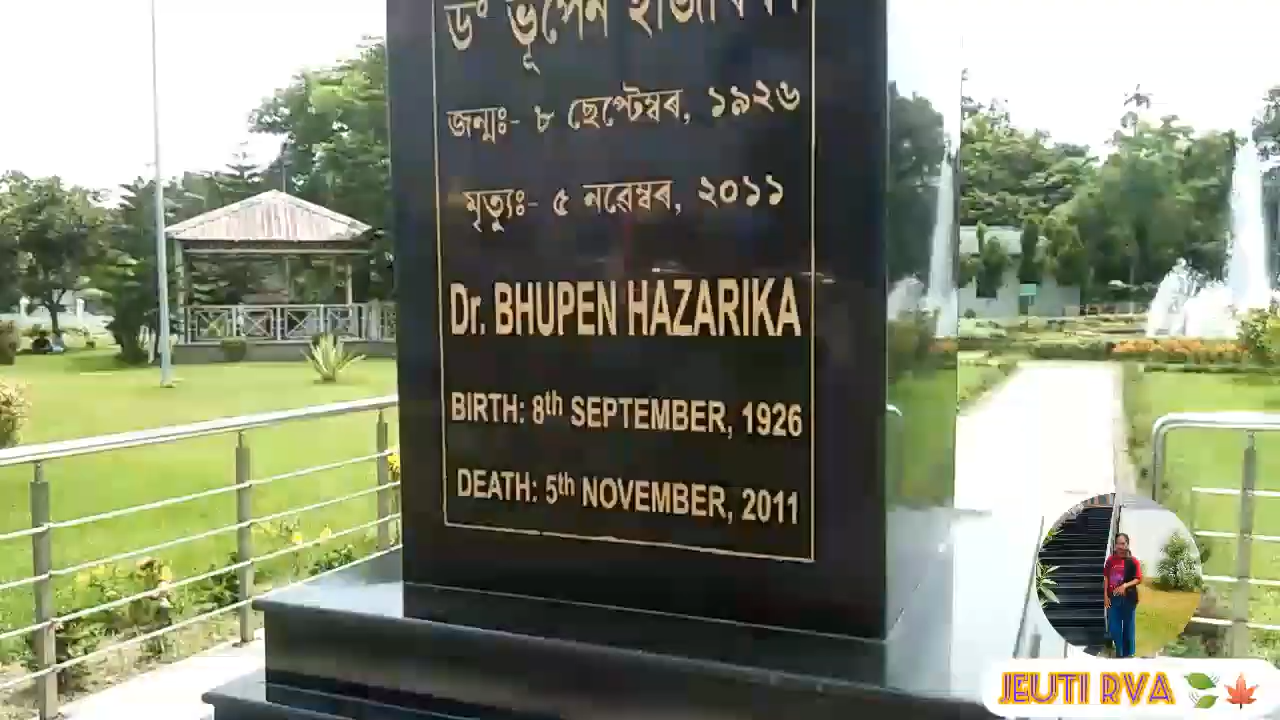 ড° ভূপেন হাজৰিকা
জন্মঃ- ৮ ছেপ্টেম্বৰ, ১৯২৬
মৃত্যুঃ- ৫ নৱেম্বৰ, ২০১১
Dr. BHUPEN HAZARIKA
BIRTH: 8th SEPTEMBER, 1926
DEATH: 5th NOVEMBER, 2011
JEUTI RVA